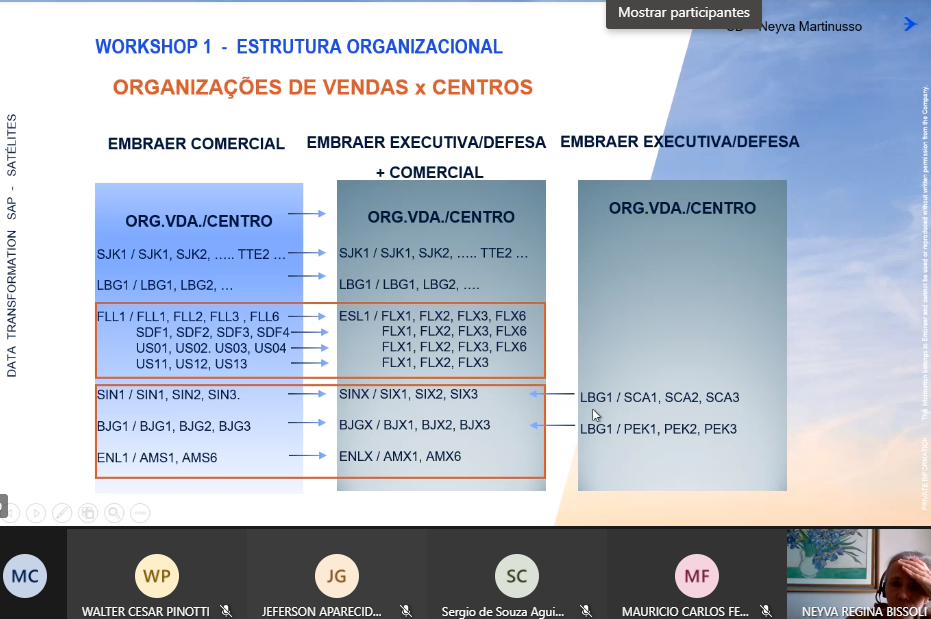 Mostrar participantes
Neyva Martinusso
WORKSHOP 1 - ESTRUTURA ORGANIZACIONAL
ORGANIZAÇÕES DE VENDAS x CENTROS
DATA TRANSFORMATION SAP - SATÉLITES
EMBRAER COMERCIAL
ORG.VDA./CENTRO
SJK1 / SJK1, SJK2, ..... TTE2 ...
LBG1 / LBG1, LBG2, ...
FLL1 / FLL1, FLL2, FLL3 , FLL6
SDF1, SDF2, SDF3, SDF4
US01, US02. US03, US04
US11, US12, US13
SIN1 / SIN1, SIN2, SIN3.
BJG1 / BJG1, BJG2, BJG3
ENL1 / AMS1, AMS6
EMBRAER EXECUTIVA/DEFESA
+ COMERCIAL
ORG.VDA./CENTRO
SJK1 / SJK1, SJK2, ..... TTE2 ...
LBG1 / LBG1, LBG2, ....
ESL1 / FLX1, FLX2, FLX3, FLX6
FLX1, FLX2, FLX3, FLX6
FLX1, FLX2, FLX3, FLX6
FLX1, FLX2, FLX3
SINX / SIX1, SIX2, SIX3
BJGX / BJX1, BJX2, BJX3
ENLX / AMX1, AMX6
EMBRAER EXECUTIVA/DEFESA
ORG.VDA./CENTRO
LBG1 / SCA1, SCA2, SCA3
LBG1 / PEK1, PEK2, PEK3
MC
WP
WALTER CESAR PINOTTI
JG
JEFERSON APARECID...
SC
Sergio de Souza Agui...
MF
MAURICIO CARLOS FE...
NEYVA REGINA BISSOLI